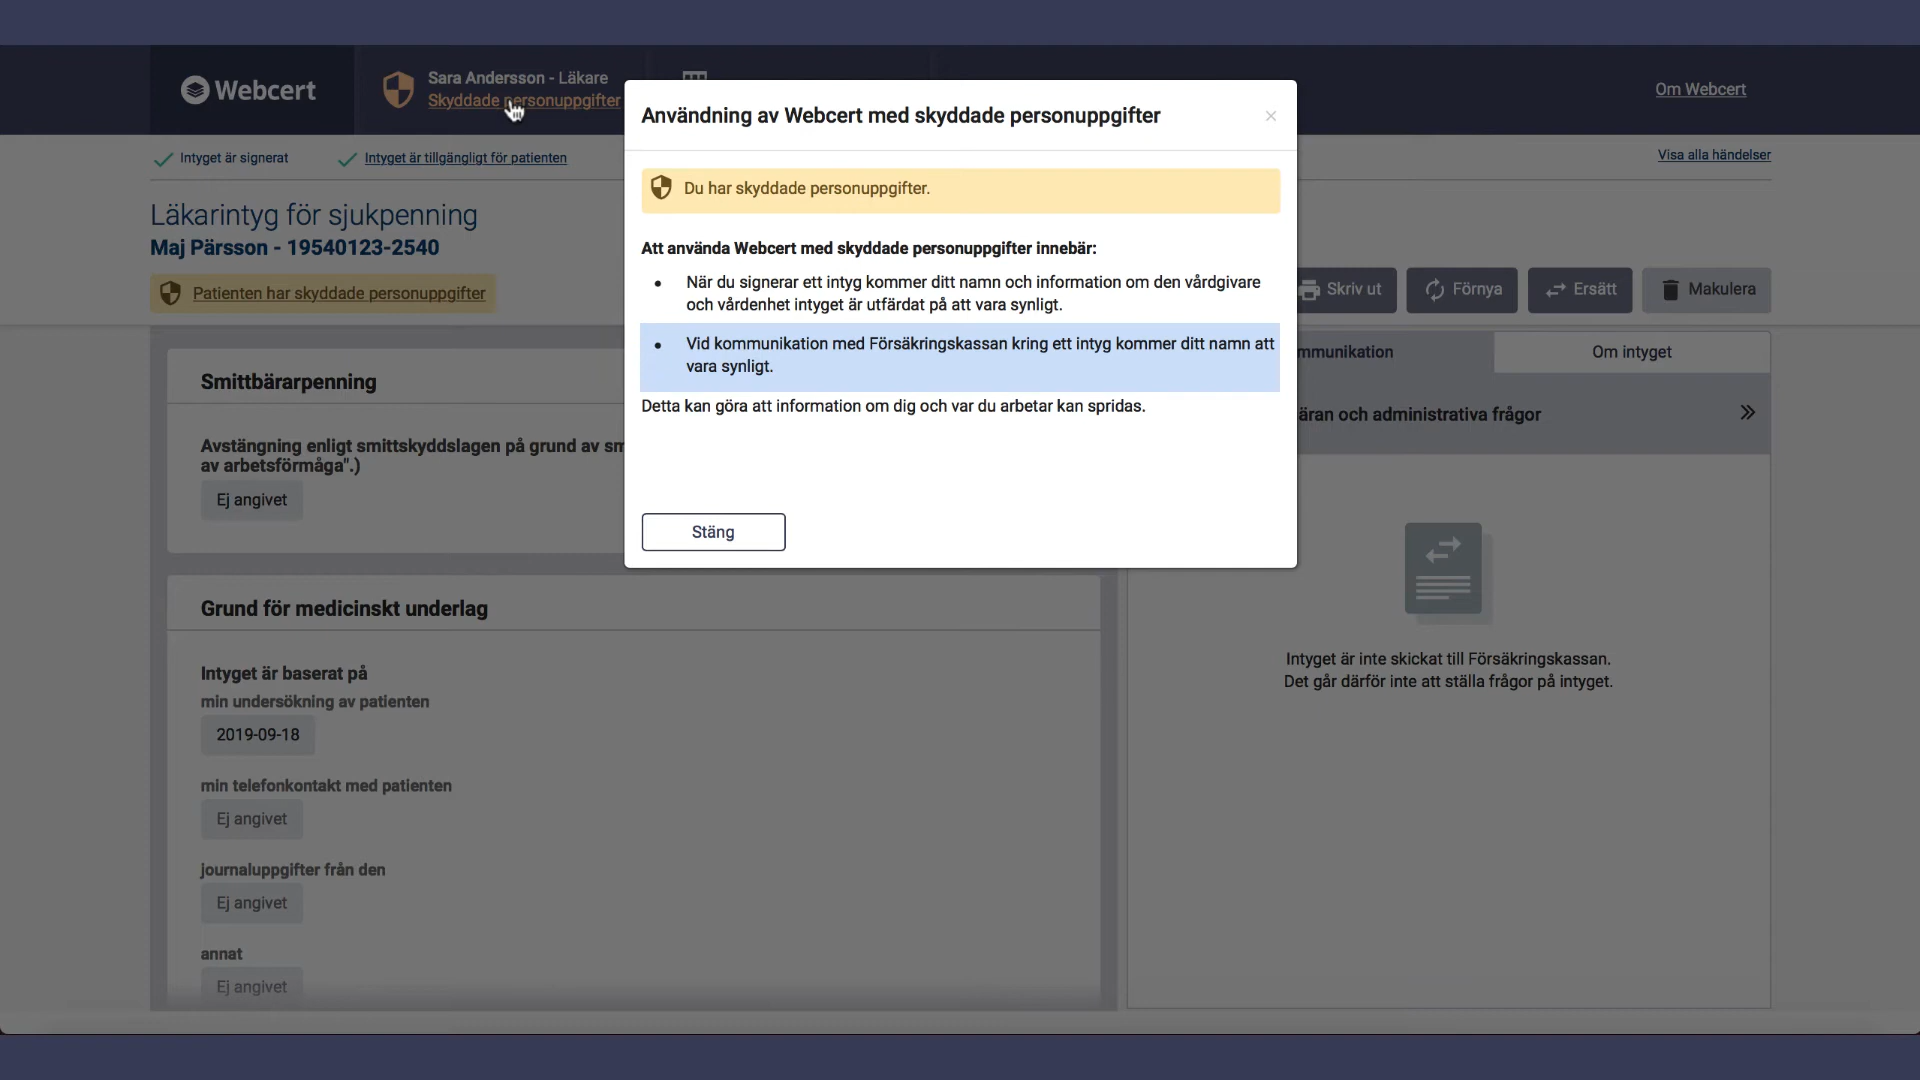 Webcert
Sara Andersson - Läkare
Skyddade personuppgifter
Om Webcert
Intyget är signerat
Intyget är tillgängligt för patienten
Visa alla händelser
Läkarintyg för sjukpenning
Maj Pärsson - 19540123-2540
Patienten har skyddade personuppgifter
Skriv ut
Förnya
Ersätt
Makulera
Användning av Webcert med skyddade personuppgifter
Du har skyddade personuppgifter.
Att använda Webcert med skyddade personuppgifter innebär:
När du signerar ett intyg kommer ditt namn och information om den vårdgivare
och vårdenhet intyget är utfärdat på att vara synligt.
Vid kommunikation med Försäkringskassan kring ett intyg kommer ditt namn att
vara synligt.
Detta kan göra att information om dig och var du arbetar kan spridas.
Stäng
Smittbärarpenning
Avstängning enligt smittskyddslagen på grund av sm
av arbetsförmåga".)
Ej angivet
Grund för medicinskt underlag
Intyget är baserat på
min undersökning av patienten
2019-09-18
min telefonkontakt med patienten
Ej angivet
journaluppgifter från den
Ej angivet
annat
Ej angivet
mmunikation
Om intyget
äran och administrativa frågor
Intyget är inte skickat till Försäkringskassan.
Det går därför inte att ställa frågor på intyget.